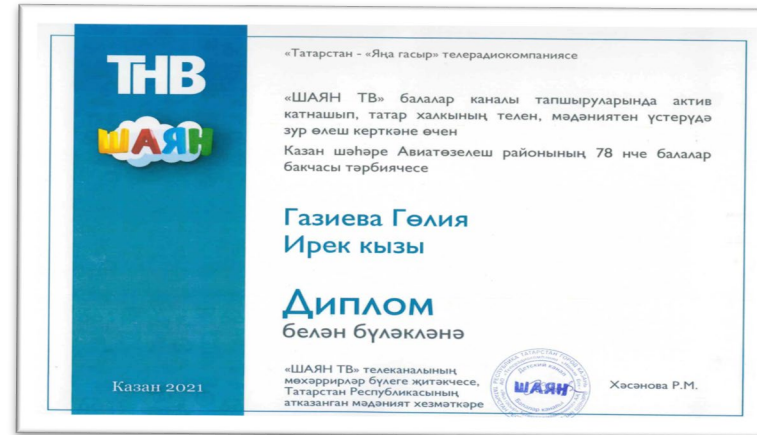 ТНВ
ШАЯН
«Татарстан - «Яңа гасыр» телерадиокомпаниясе
«ШАЯН ТВ» балалар каналы тапшыруларында актив
катнашып, татар халкының телен, мәдәниятен үстерүдә
зур өлеш керткәне өчен
Казан шәһәре Авиатөзелеш районының 78 нче балалар
бакчасы тәрбиячесе
Газиева Гөлия
Ирек кызы
Диплом
белән бүләкләнә
«ШАЯН ТВ» телеканалының
мөхәррирләр бүлеге җитәкчесе,
Татарстан Республикасының
атказанган мәдәният хезмәткәре
Детский канал
ШАЯН
Хәсәнова Р.М.
Казан 2021